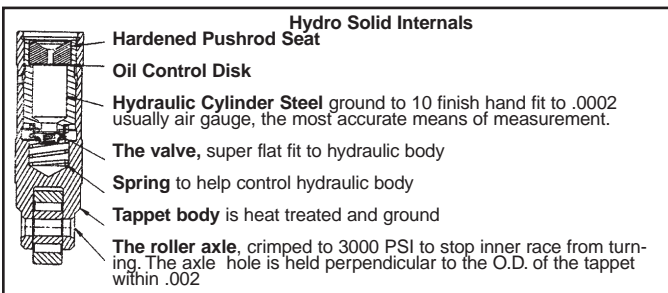 Hydro Solid Internals
Hardened Pushrod Seat
Oil Control Disk
Hydraulic Cylinder Steel ground to 10 finish hand fit to .0002
usually air gauge, the most accurate means of measurement.
The valve, super flat fit to hydraulic body
Spring to help control hydraulic body
Tappet body is heat treated and ground
The roller axle, crimped to 3000 PSI to stop inner race from turn-
ing. The axle hole is held perpendicular to the O.D. of the tappet
within .002